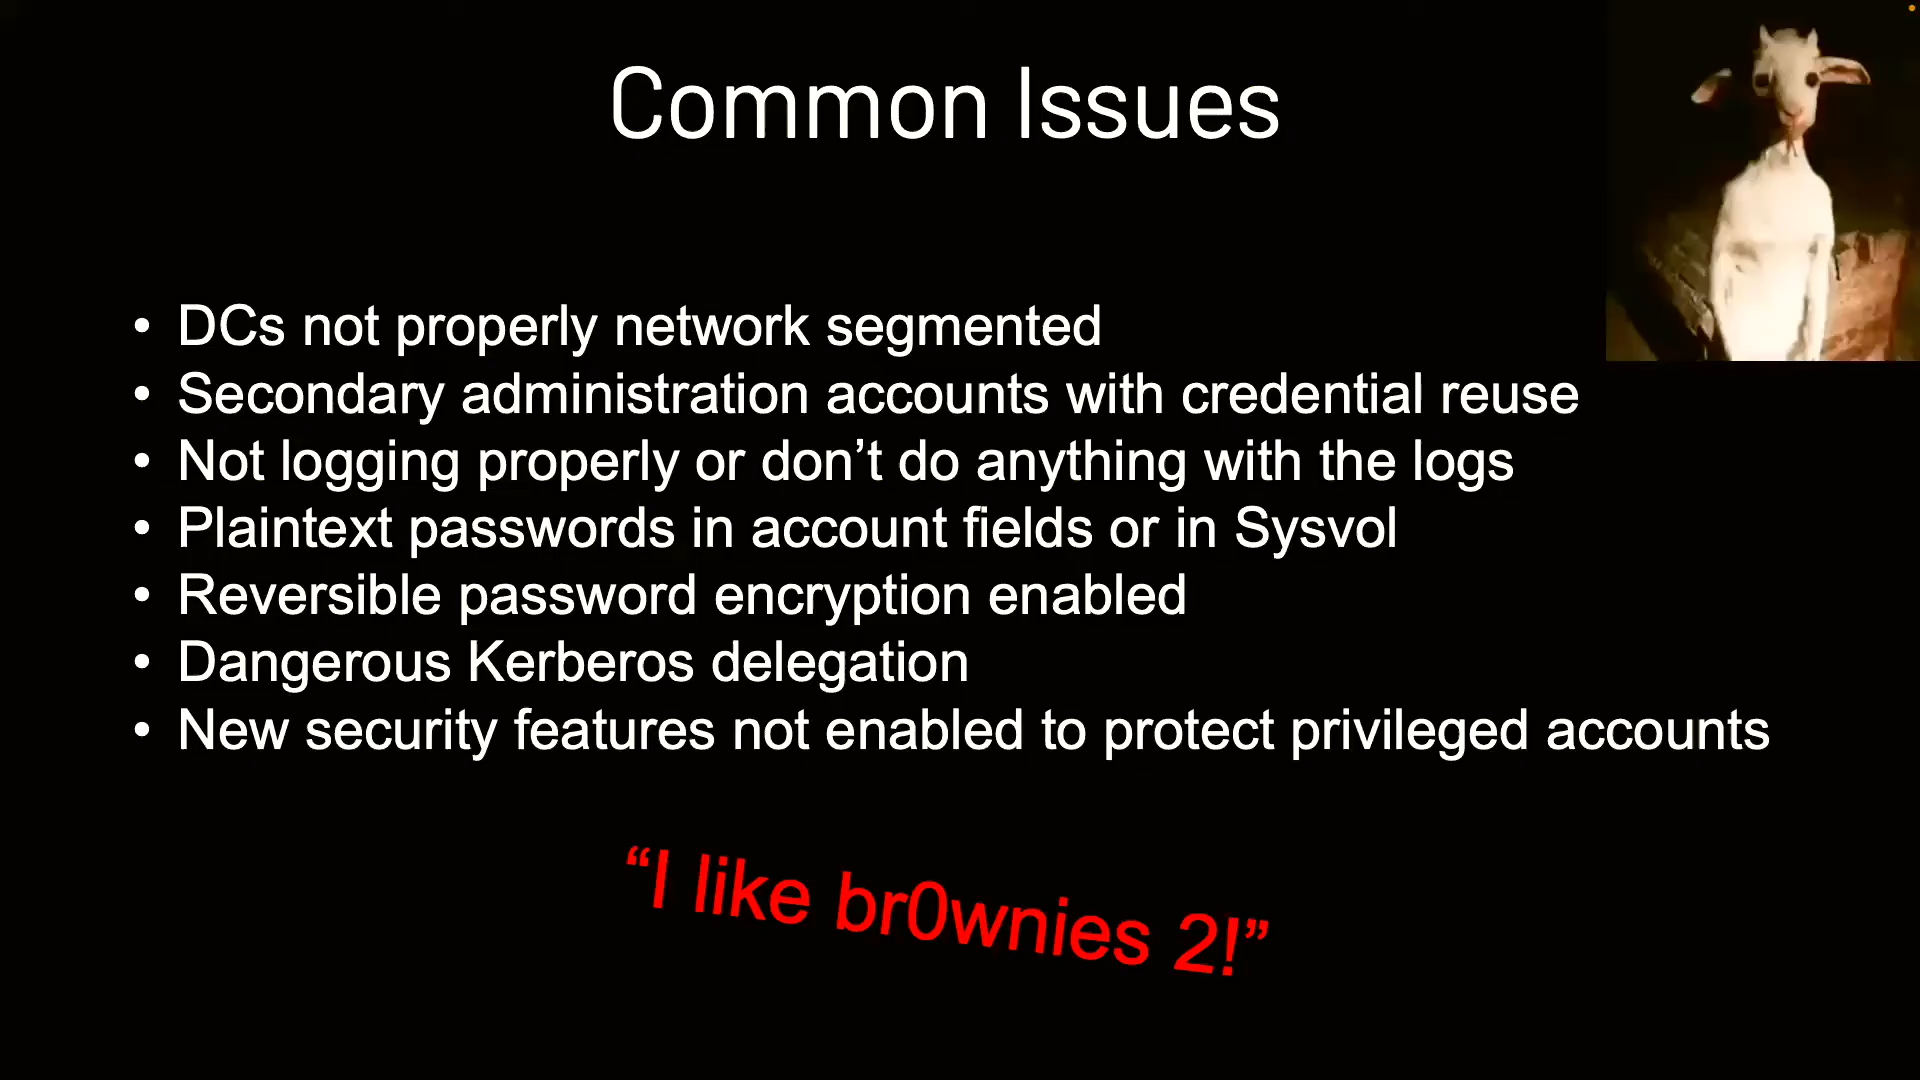 Common Issues
• DCs not properly network segmented
• Secondary administration accounts with credential reuse
• Not logging properly or don’t do anything with the logs
• Plaintext passwords in account fields or in Sysvol
• Reversible password encryption enabled
• Dangerous Kerberos delegation
• New security features not enabled to protect privileged accounts
“I like br0wnies 2!”